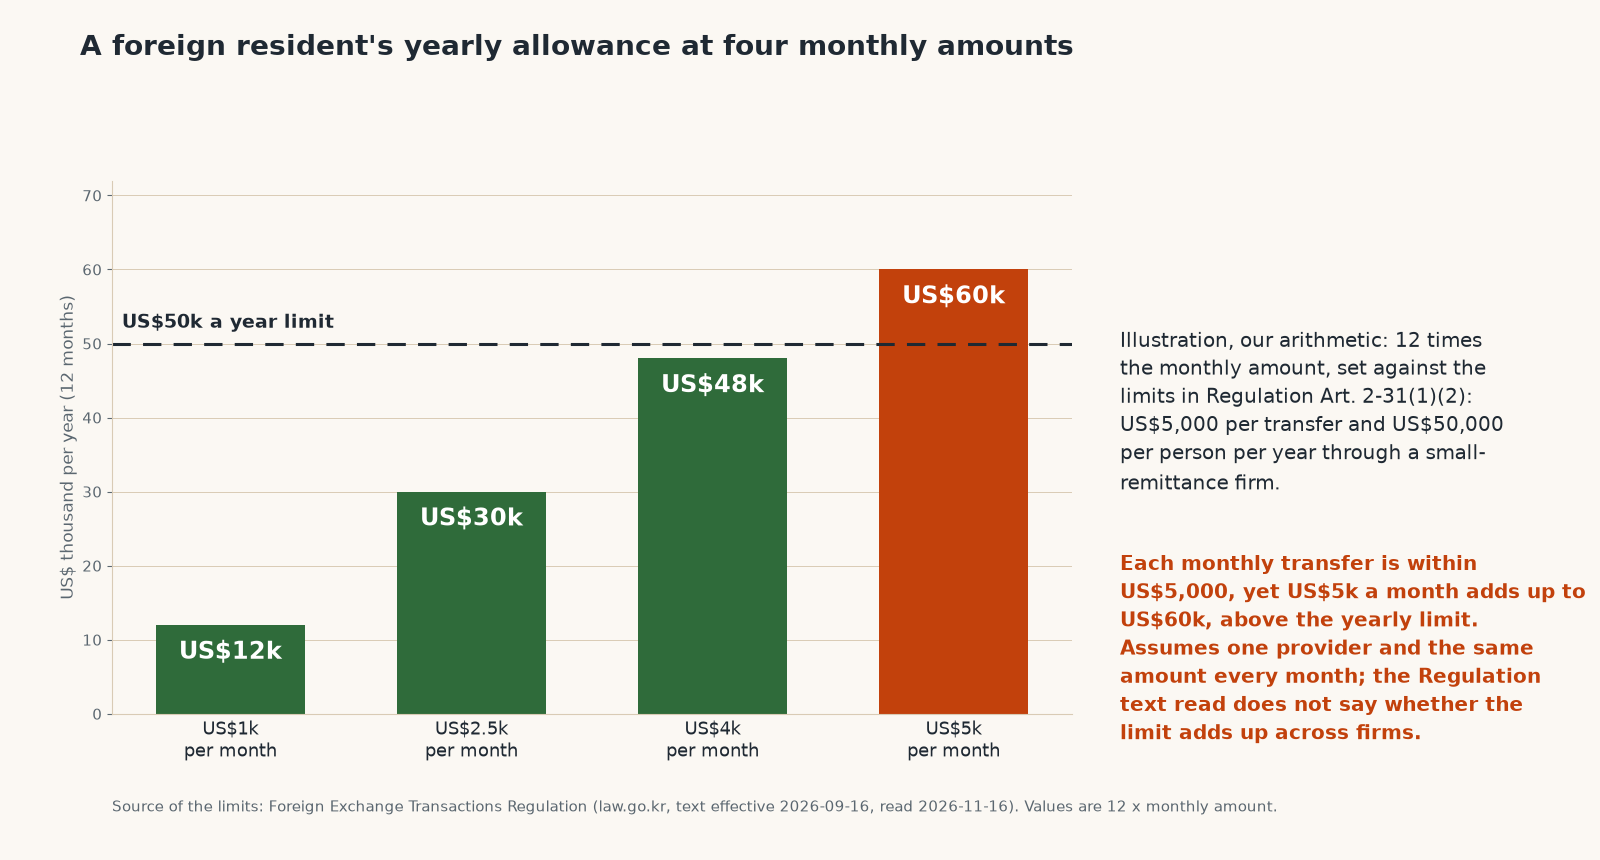 A foreign resident's yearly allowance at four monthly amounts
US$ thousand per year (12 months)
70
60
50
40
30
20
10
0
US$50k a year limit
US$12k
US$30k
US$48k
US$60k
US$1k
per month
US$2.5k
per month
US$4k
per month
US$5k
per month
Illustration, our arithmetic: 12 times
the monthly amount, set against the
limits in Regulation Art. 2-31(1)(2):
US$5,000 per transfer and US$50,000
per person per year through a small-
remittance firm.
Each monthly transfer is within
US$5,000, yet US$5k a month adds up to
US$60k, above the yearly limit.
Assumes one provider and the same
amount every month; the Regulation
text read does not say whether the
limit adds up across firms.
Source of the limits: Foreign Exchange Transactions Regulation (law.go.kr, text effective 2026-09-16, read 2026-11-16). Values are 12 x monthly amount.